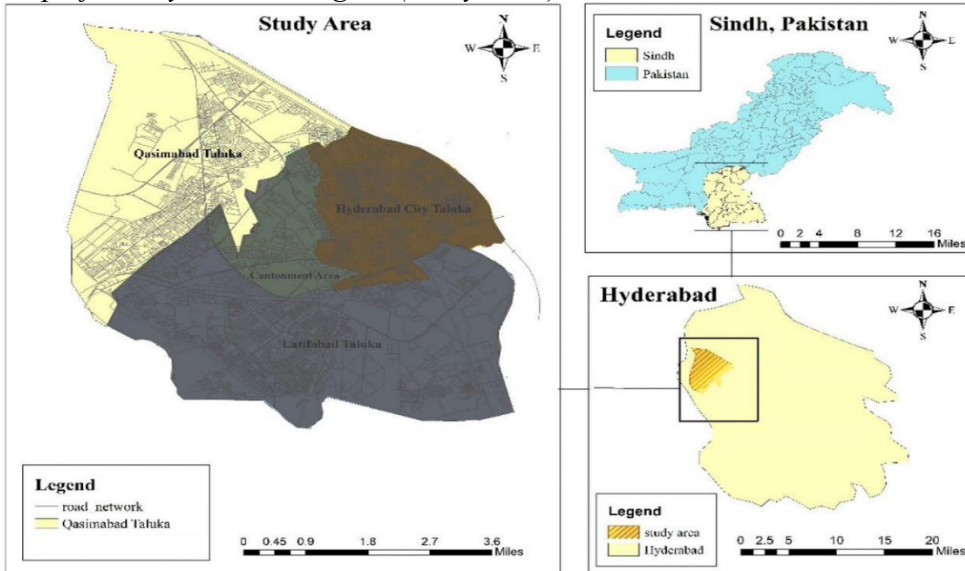 Study Area
N
W E
S
Qasimabad Taluka
Hyderabad City Taluka
Cantonment Area
Latifabad Taluka
Legend
road_network
Qasimabad Taluka
0 0.45 0.9 1.8 2.7 3.6
Miles
Sindh, Pakistan
Legend
Sindh
Pakistan
N
W E
S
0 2 4 8 12 16
Miles
Hyderabad
N
W E
S
Legend
study area
Hyderbad
0 2.5 5 10 15 20
Miles